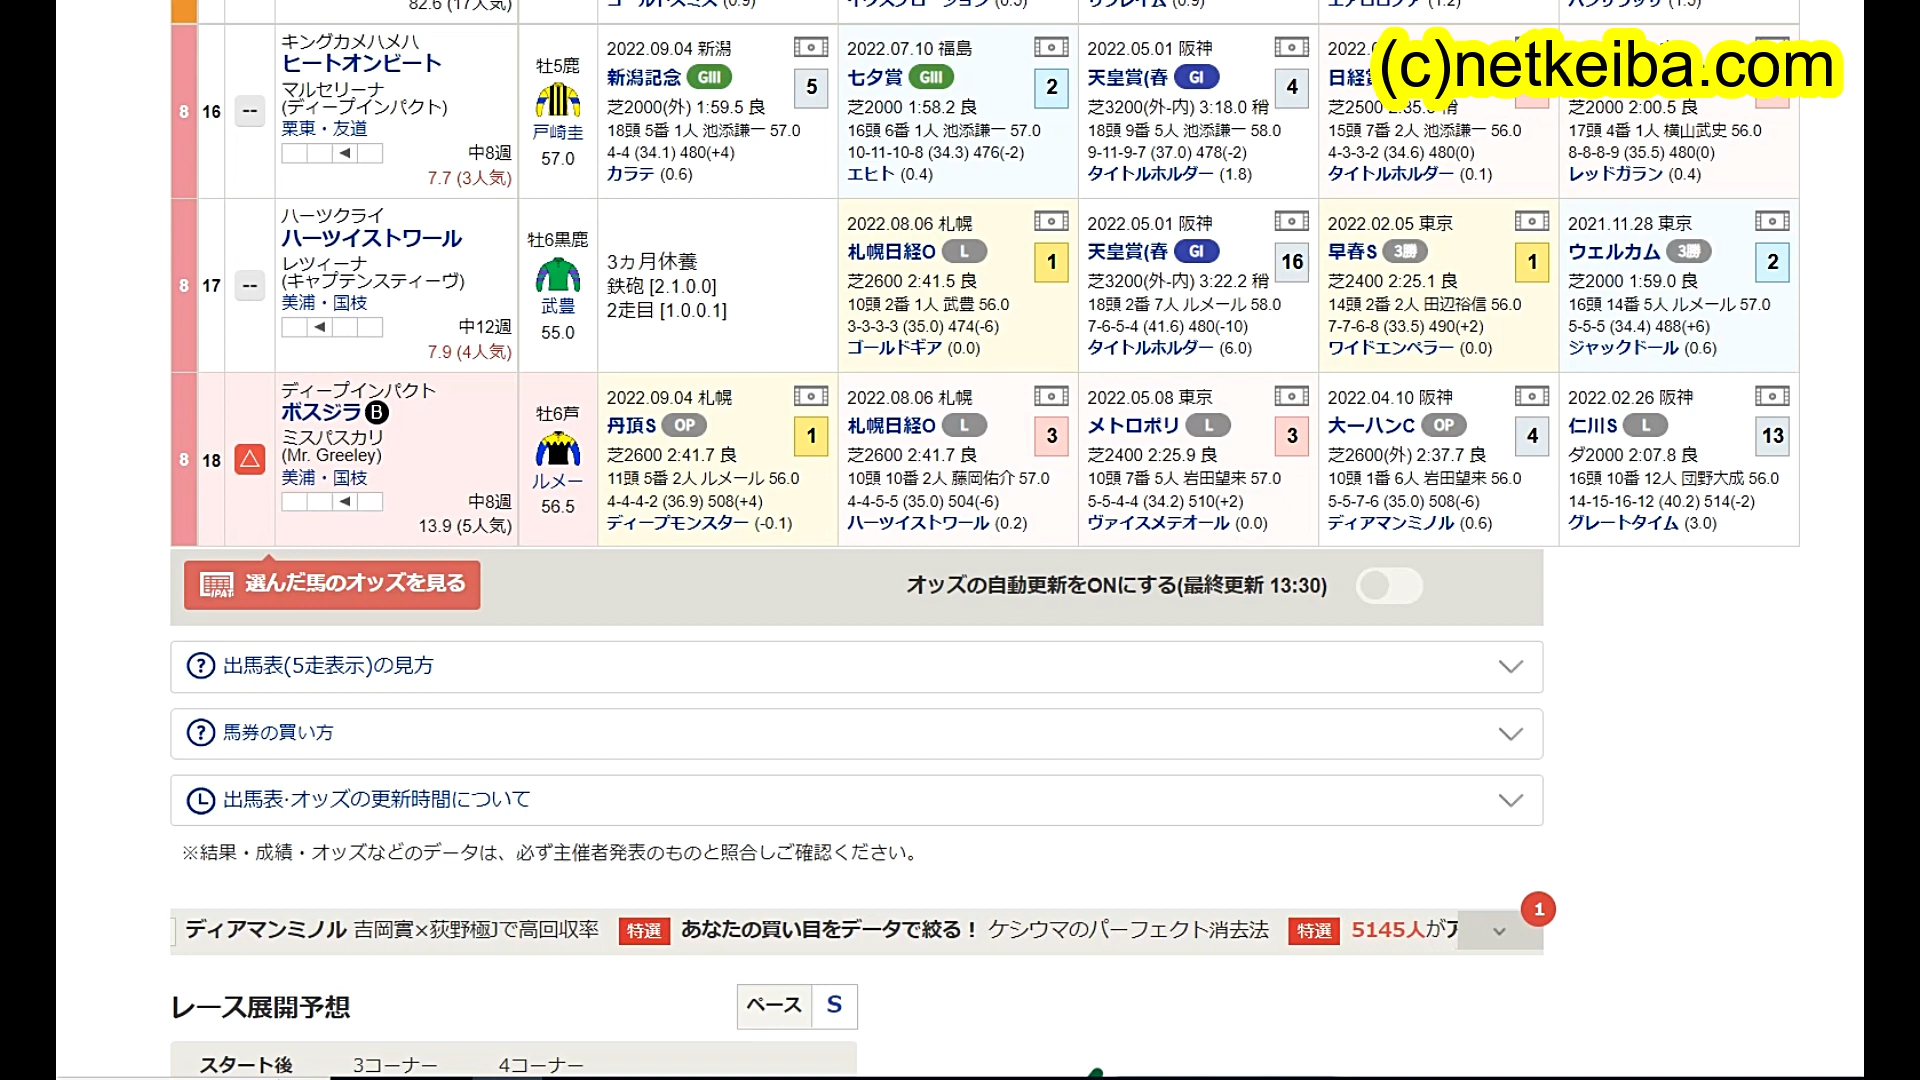 82.6 (17人気)
(c)netkeiba.com
8 16 --
キングカメハメハ
ヒートオンビート
マルセリーナ
(ディープインパクト)
栗東・友道
中8週
7.7 (3人気)
牡5鹿
戸崎圭
57.0
2022.09.04 新潟
新潟記念 GIII
5
芝2000(外) 1:59.5 良
18頭 5番 1人 池添謙一 57.0
4-4 (34.1) 480(+4)
カラテ (0.6)
2022.07.10 福島
七夕賞 GIII
2
芝2000 1:58.2 良
16頭 6番 1人 池添謙一 57.0
10-11-10-8 (34.3) 476(-2)
エヒト (0.4)
2022.05.01 阪神
天皇賞(春 GI
4
芝3200(外-内) 3:18.0 稍
18頭 9番 5人 池添謙一 58.0
9-11-9-7 (37.0) 478(-2)
タイトルホルダー (1.8)
15頭 7番 2人 池添謙一 56.0
4-3-3-2 (34.6) 480(0)
タイトルホルダー (0.1)
芝2000 2:00.5 良
17頭 4番 1人 横山武史 56.0
8-8-8-9 (35.5) 480(0)
レッドガラン (0.4)
8 17 --
ハーツクライ
ハーツイストワール
レツィーナ
(キャプテンスティーヴ)
美浦・国枝
中12週
7.9 (4人気)
牡6黒鹿
武豊
55.0
3ヵ月休養
鉄砲 [2.1.0.0]
2走目 [1.0.0.1]
2022.08.06 札幌
札幌日経O L
1
芝2600 2:41.5 良
10頭 2番 1人 武豊 56.0
3-3-3-3 (35.0) 474(-6)
ゴールドギア (0.0)
2022.05.01 阪神
天皇賞(春 GI
16
芝3200(外-内) 3:22.2 稍
18頭 2番 7人 ルメール 58.0
7-6-5-4 (41.6) 480(-10)
タイトルホルダー (6.0)
2022.02.05 東京
早春S 3勝
1
芝2400 2:25.1 良
14頭 2番 2人 田辺裕信 56.0
7-7-6-8 (33.5) 490(+2)
ワイドエンペラー (0.0)
2021.11.28 東京
ウェルカム 3勝
2
芝2000 1:59.0 良
16頭 14番 5人 ルメール 57.0
5-5-5 (34.4) 488(+6)
ジャックドール (0.6)
8 18 △
ディープインパクト
ボスジラ B
ミスパスカリ
(Mr. Greeley)
美浦・国枝
中8週
13.9 (5人気)
牡6芦
ルメー
56.5
2022.09.04 札幌
丹頂S OP
1
芝2600 2:41.7 良
11頭 5番 2人 ルメール 56.0
4-4-4-2 (36.9) 508(+4)
ディープモンスター (-0.1)
2022.08.06 札幌
札幌日経O L
3
芝2600 2:41.7 良
10頭 10番 2人 藤岡佑介 57.0
4-4-5-5 (35.0) 504(-6)
ハーツイストワール (0.2)
2022.05.08 東京
メトロポリ L
3
芝2400 2:25.9 良
10頭 7番 5人 岩田望来 57.0
5-5-4-4 (34.2) 510(+2)
ヴァイスメテオール (0.0)
2022.04.10 阪神
大一ハンC OP
4
芝2600(外) 2:37.7 良
10頭 1番 6人 岩田望来 56.0
5-5-7-6 (35.0) 508(-6)
ディアマンミノル (0.6)
2022.02.26 阪神
仁川S L
13
ダ2000 2:07.8 良
16頭 10番 12人 団野大成 56.0
14-15-16-12 (40.2) 514(-2)
グレートタイム (3.0)
IPAT 選んだ馬のオッズを見る
オッズの自動更新をONにする(最終更新 13:30)
? 出馬表(5走表示)の見方
? 馬券の買い方
出馬表・オッズの更新時間について
※結果・成績・オッズなどのデータは、必ず主催者発表のものと照合しご確認ください。
ディアマンミノル 吉岡實×荻野極]で高回収率 特選 あなたの買い目をデータで絞る！ ケシウマのパーフェクト消去法 特選 5145人がア
1
レース展開予想
ペース S
スタート後 3コーナー 4コーナー